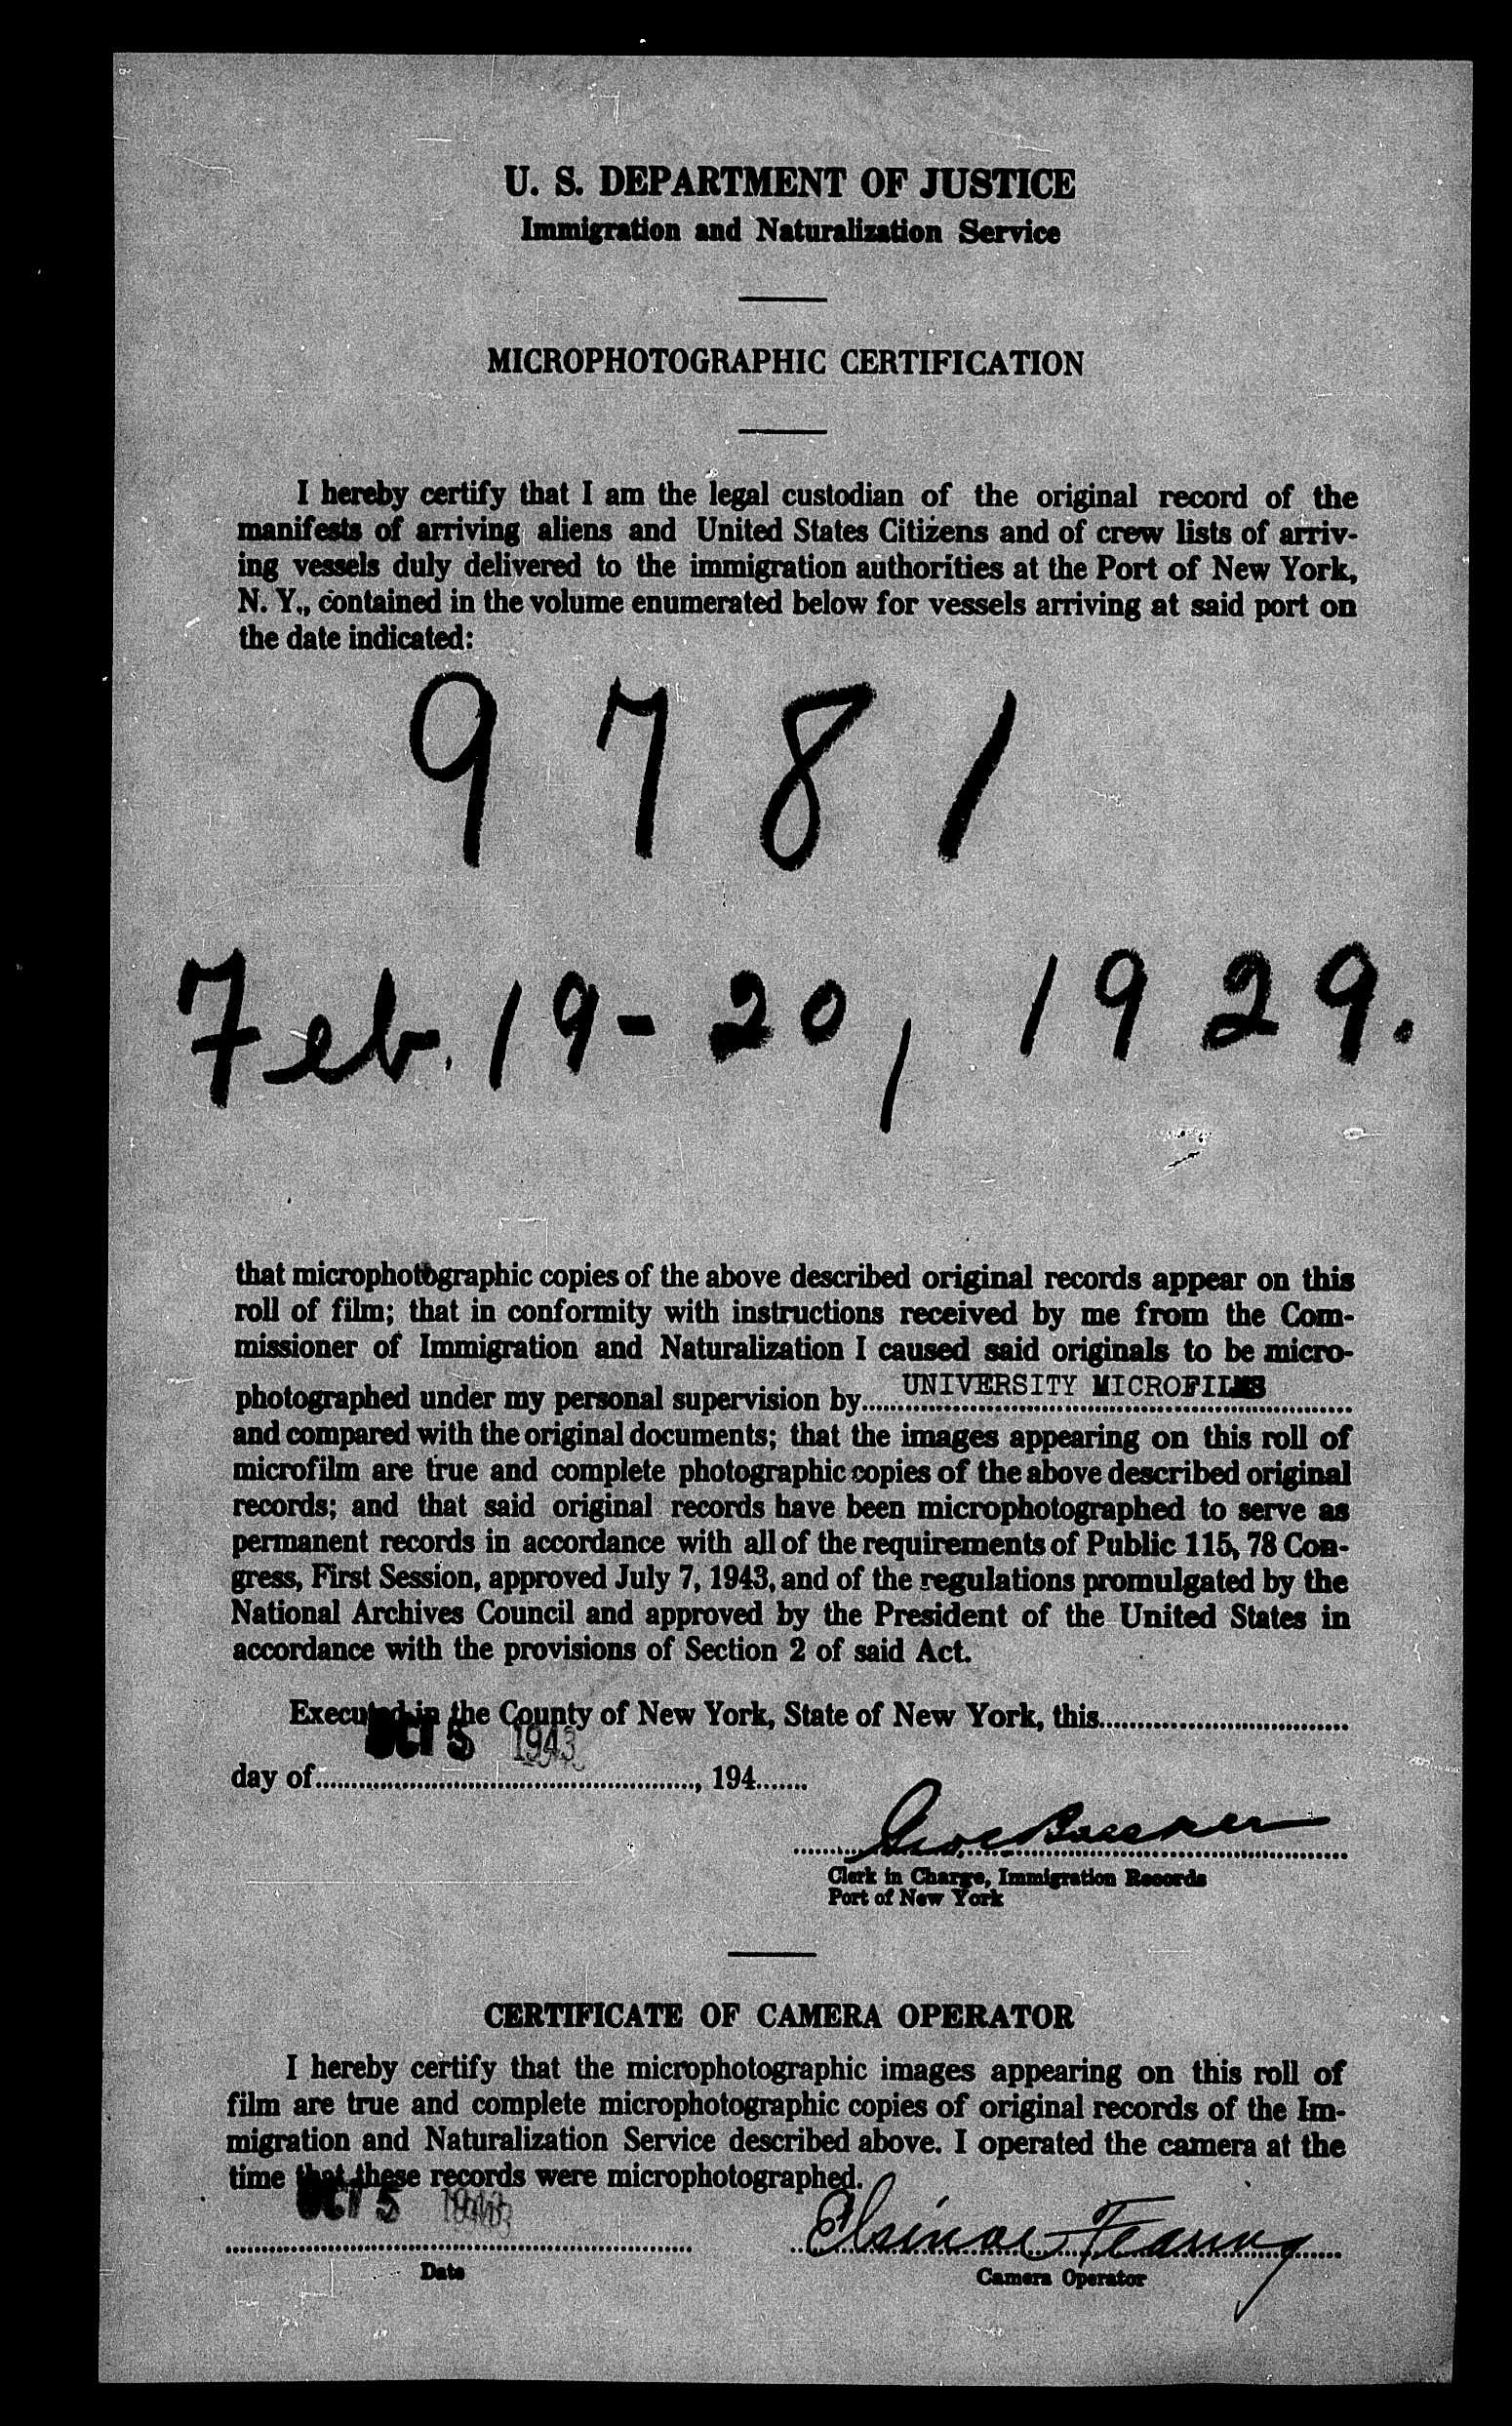 U. S. DEPARTMENT OF JUSTICE
Immigration and Naturalization Service
MICROPHOTOGRAPHIC CERTIFICATION
I hereby certify that I am the legal custodian of the original record of the
manifests of arriving aliens and United States Citizens and of crew lists of arriv-
ing vessels duly delivered to the immigration authorities at the Port of New York,
N. Y., contained in the volume enumerated below for vessels arriving at said port on
the date indicated:
9781
Feb. 19-20, 1929.
that microphotographic copies of the above described original records appear on this
roll of film; that in conformity with instructions received by me from the Com-
missioner of Immigration and Naturalization I caused said originals to be micro-
photographed under my personal supervision by UNIVERSITY MICROFILMS
and compared with the original documents; that the images appearing on this roll of
microfilm are true and complete photographic copies of the above described original
records; and that said original records have been microphotographed to serve as
permanent records in accordance with all of the requirements of Public 115, 78 Con-
gress, First Session, approved July 7, 1943, and of the regulations promulgated by the
National Archives Council and approved by the President of the United States in
accordance with the provisions of Section 2 of said Act.
Executed in the County of New York, State of New York, this
OCT 5 1943
day of , 194
Clerk in Charge, Immigration Records
Port of New York
CERTIFICATE OF CAMERA OPERATOR
I hereby certify that the microphotographic images appearing on this roll of
film are true and complete microphotographic copies of original records of the Im-
migration and Naturalization Service described above. I operated the camera at the
time that these records were microphotographed.
OCT 5 1943
Date
Camera Operator